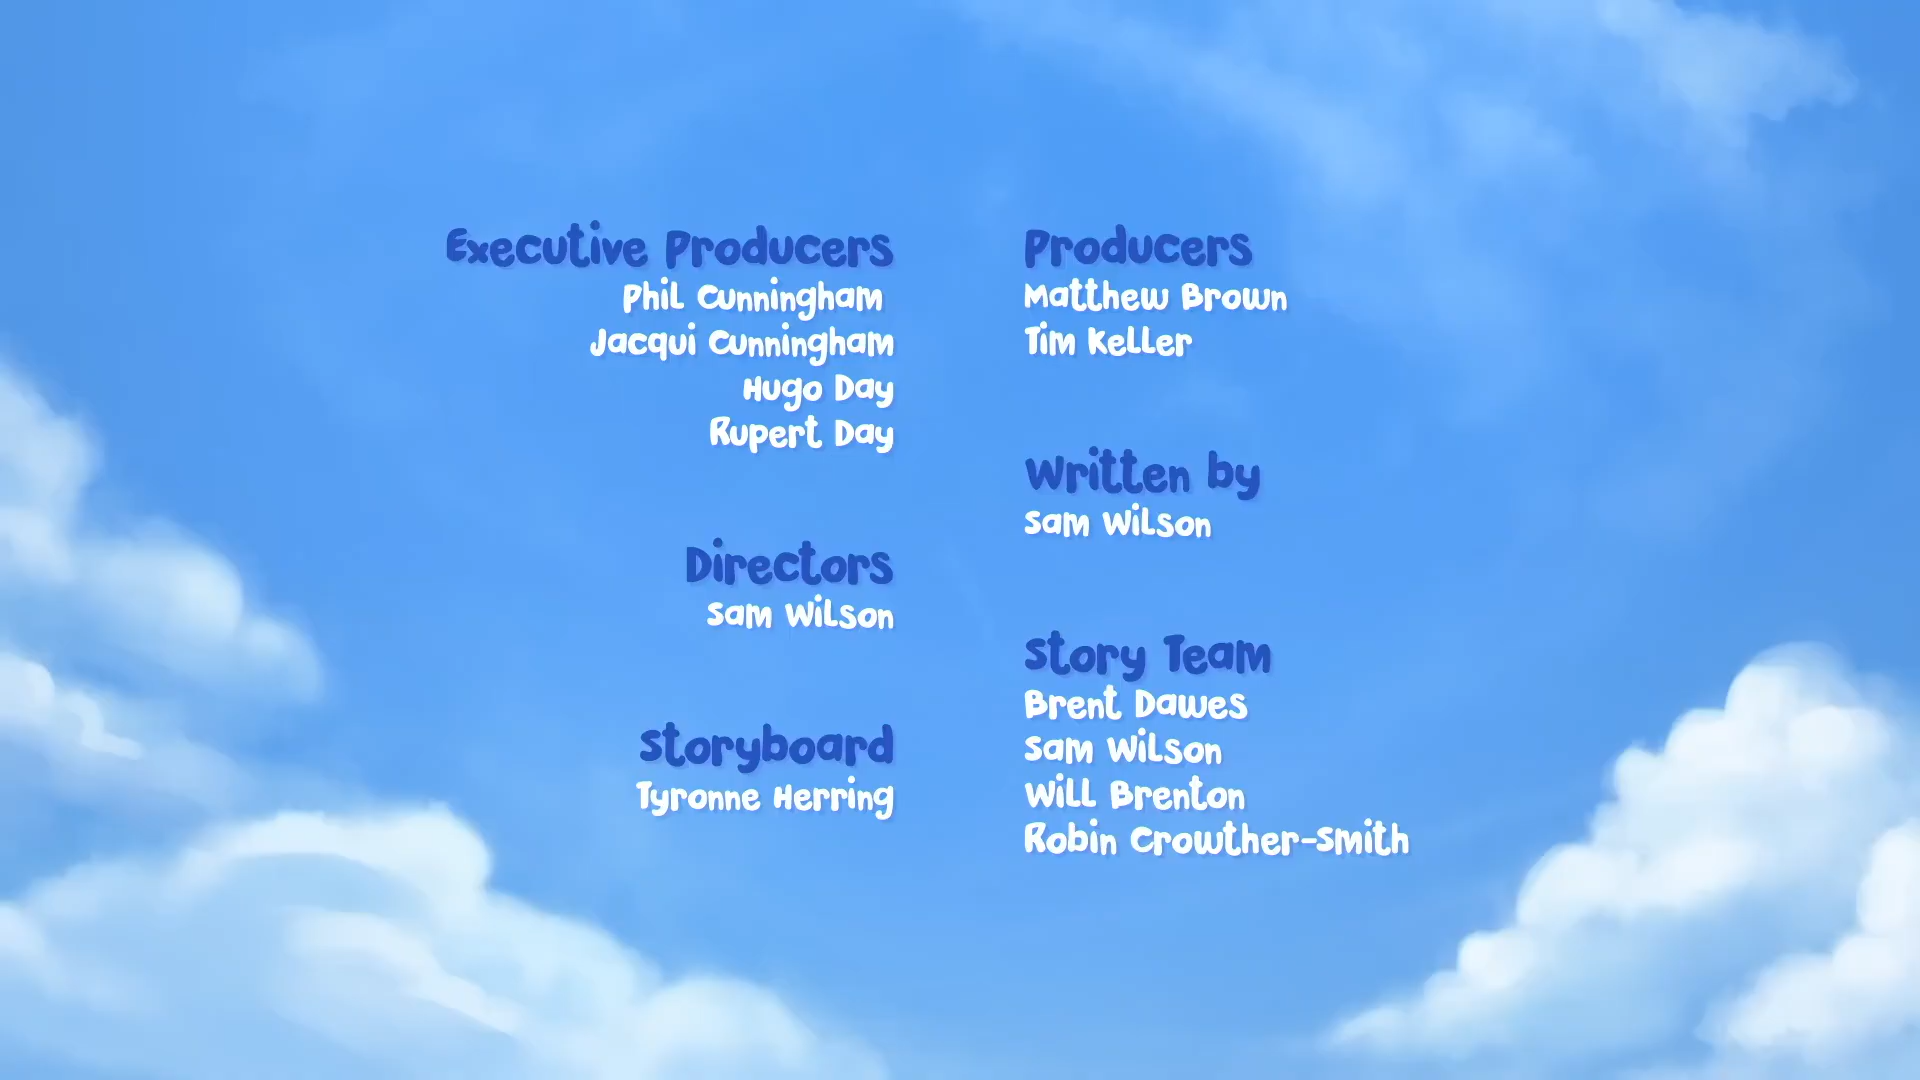 Executive Producers
Phil Cunningham
Jacqui Cunningham
Hugo Day
Rupert Day
Directors
Sam Wilson
Storyboard
Tyronne Herring
Producers
Matthew Brown
Tim Keller
Written by
Sam Wilson
Story Team
Brent Dawes
Sam Wilson
Will Brenton
Robin Crowther-Smith